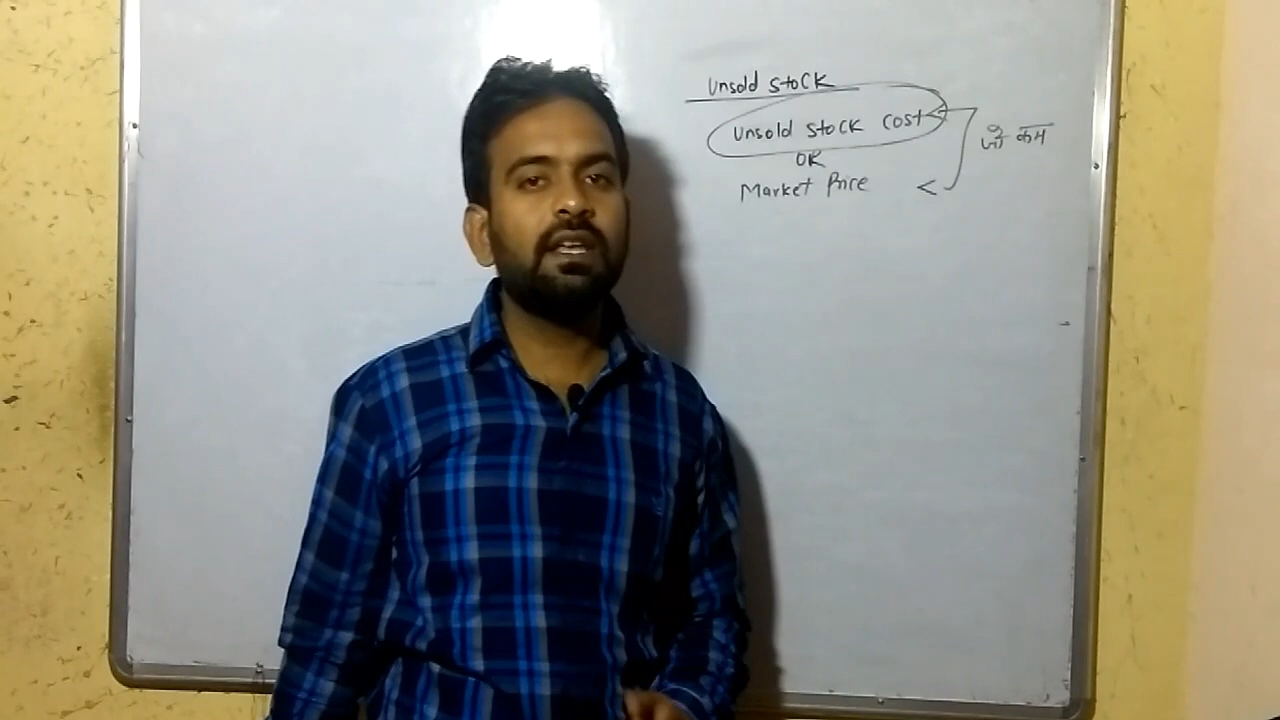 Unsold Stock
Unsold Stock Cost <
OR
Market Price <
जो कम